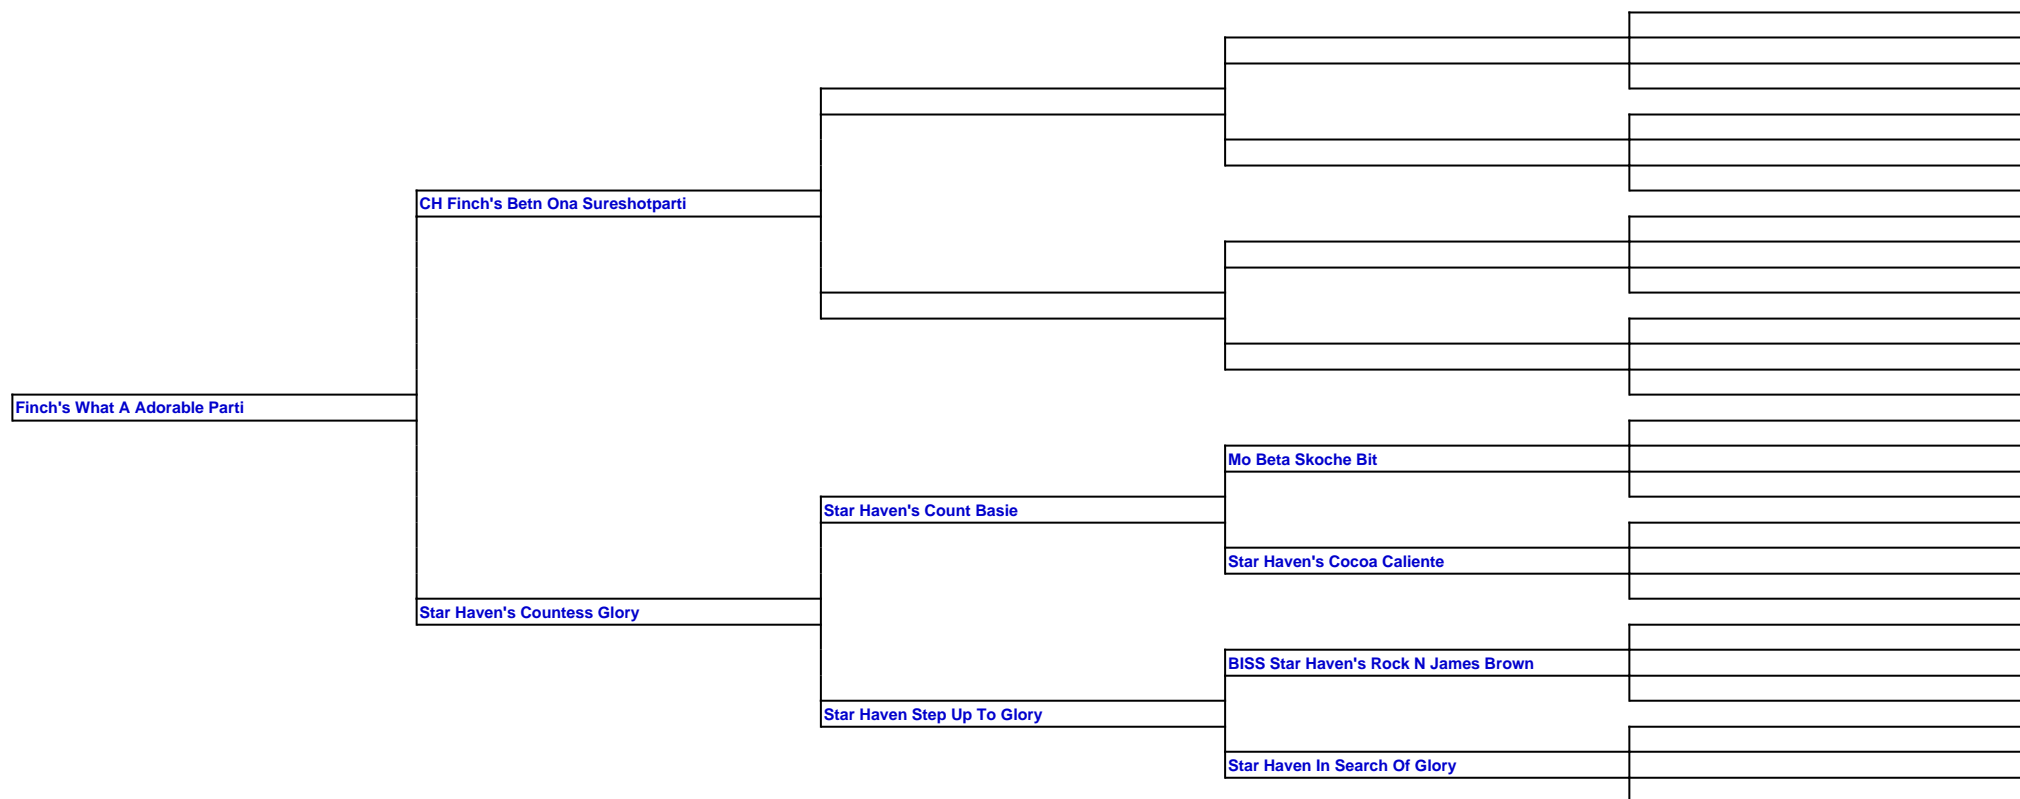 CH Finch's Betn Ona Sureshotparti
Finch's What A Adorable Parti
Mo Beta Skoche Bit
Star Haven's Count Basie
Star Haven's Cocoa Caliente
Star Haven's Countess Glory
BISS Star Haven's Rock N James Brown
Star Haven Step Up To Glory
Star Haven In Search Of Glory